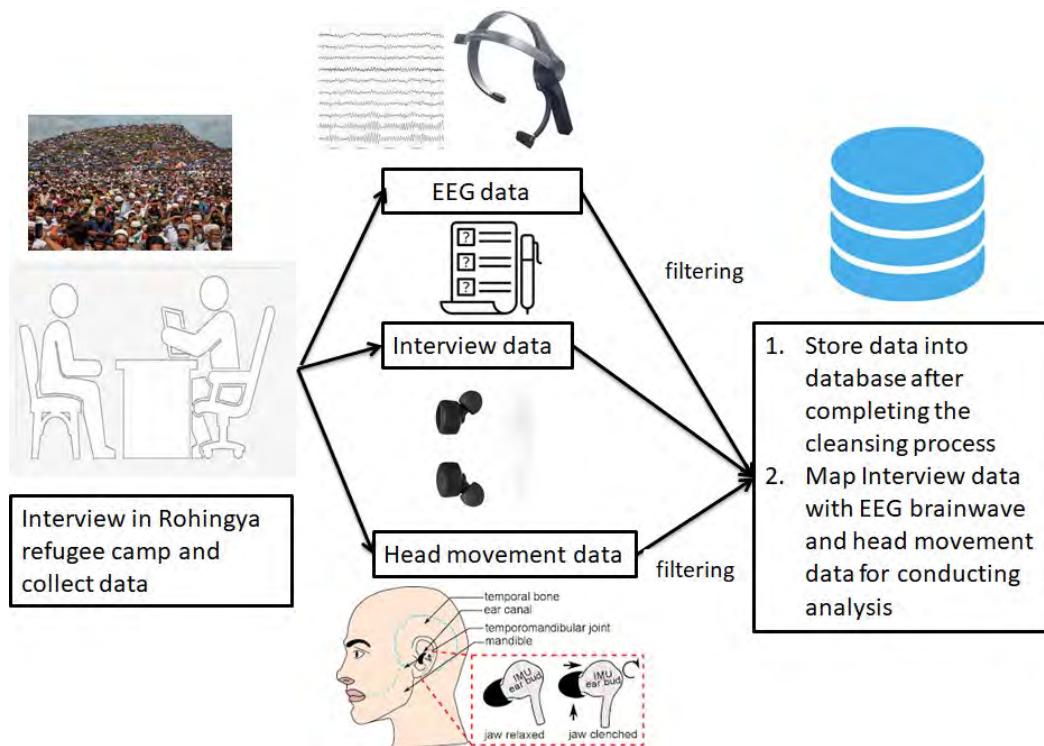 EEG data
filtering
Interview data
Interview in Rohingya
refugee camp and
collect data
Head movement data
filtering
1. Store data into
database after
completing the
cleansing process
2. Map Interview data
with EEG brainwave
and head movement
data for conducting
analysis
temporal bone
ear canal
temporomandibular joint
mandible
IMU
ear bud
IMU
ear bud
jaw relaxed
jaw clenched
?
?
?